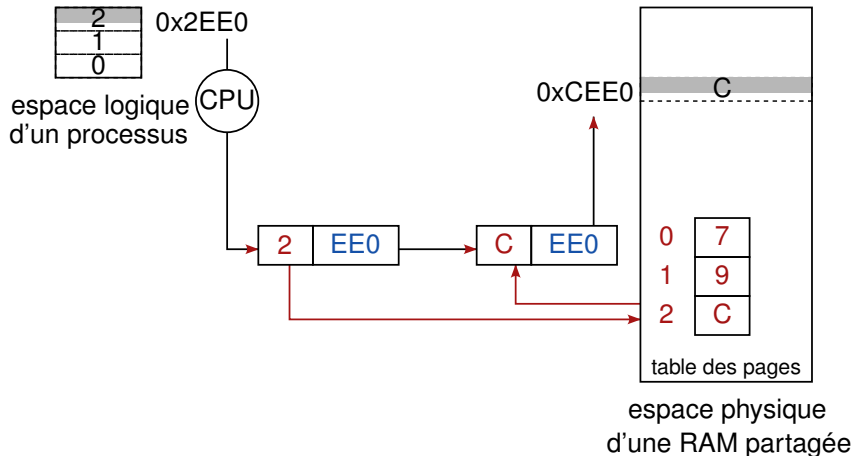 2
1
0
0x2EE0
espace logique
d'un processus
CPU
0xCEE0
C
2 EE0
C EE0
0 7
1 9
2 C
table des pages
espace physique
d'une RAM partagée